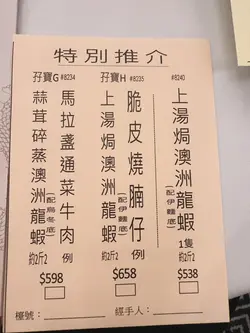 特別推介
孖寶G #8234
馬拉盞通菜牛肉 例
蒜茸碎蒸澳洲龍蝦
(配烏冬底)
約2斤2
$598
孖寶H #8235
脆皮燒腩仔 例
上湯焗澳洲龍蝦
(配伊麵底)
約2斤2
$658
#8240
上湯焗澳洲龍蝦
(配伊麵底)
1隻
約2斤2
$538
檯號：
經手人：